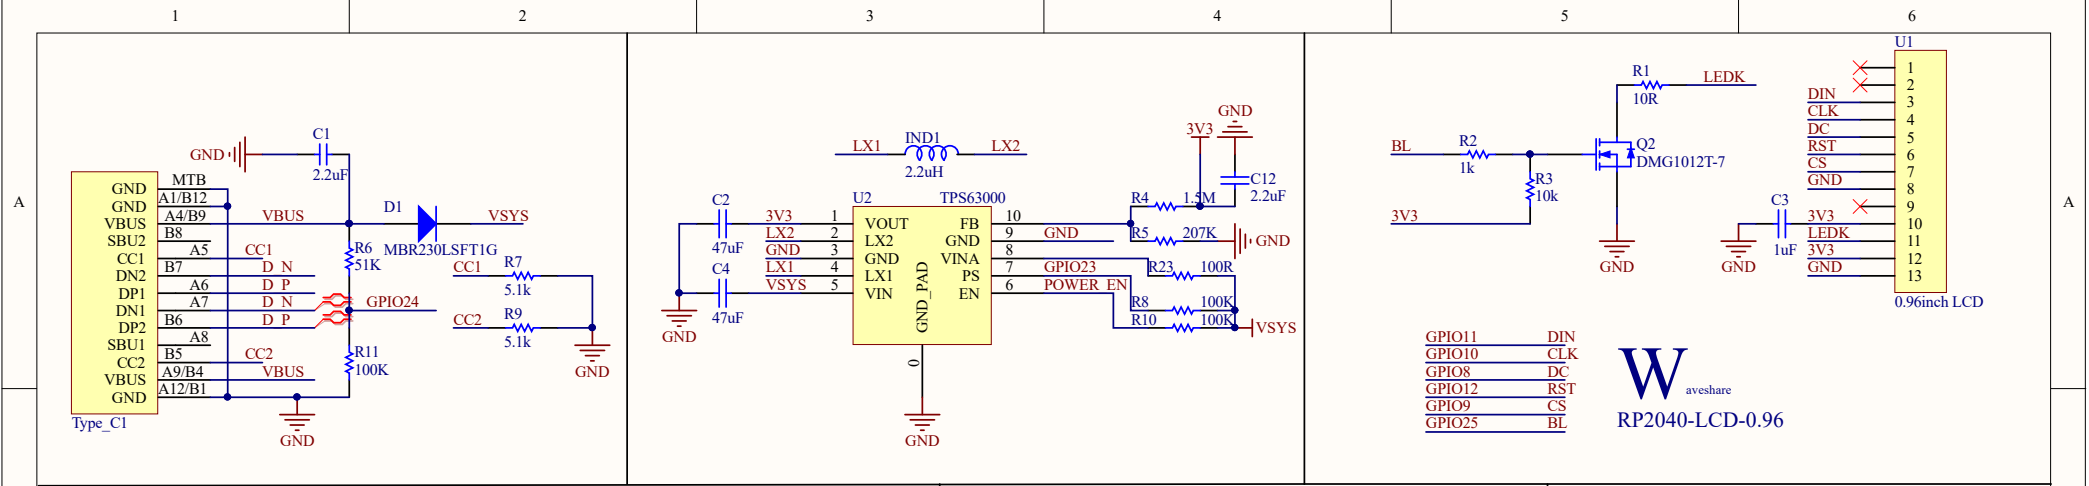 1 2 3 4 5 6
A A
C1
2.2uF
GND
GND MTB
GND A1/B12
VBUS A4/B9 VBUS
SBU2 B8
CC1 A5 CC1
DN2 B7 D_N
DP1 A6 D_P
DN1 A7 D_N
DP2 B6 D_P
SBU1 A8
CC2 B5 CC2
VBUS A9/B4 VBUS
GND A12/B1
Type_C1
GND
D1
VSYS
MBR230LSFT1G
R6
51K
GPIO24
R11
100K
CC1 R7
5.1k
CC2 R9
5.1k
GND
LX1 IND1 LX2
2.2uH
GND
3V3
C12
2.2uF
U2 TPS63000
C2
47uF
C4
47uF
GND
3V3 1 VOUT FB 10
LX2 2 LX2 GND 9 GND
GND 3 GND VINA 8
LX1 4 LX1 PS 7 GPIO23
VSYS 5 VIN EN 6 POWER_EN
GND_PAD
0
GND
R4 1.5M
R5 207K GND
R23 100R
R8 100K
R10 100K VSYS
R1 LEDK
10R
BL R2
1k
Q2
DMG1012T-7
R3
10k
3V3
GND
U1
1
2
DIN 3
CLK 4
DC 5
RST 6
CS 7
GND 8
9
3V3 10
LEDK 11
3V3 12
GND 13
0.96inch LCD
C3
1uF
GND
GPIO11 DIN
GPIO10 CLK
GPIO8 DC
GPIO12 RST
GPIO9 CS
GPIO25 BL
Waveshare
RP2040-LCD-0.96